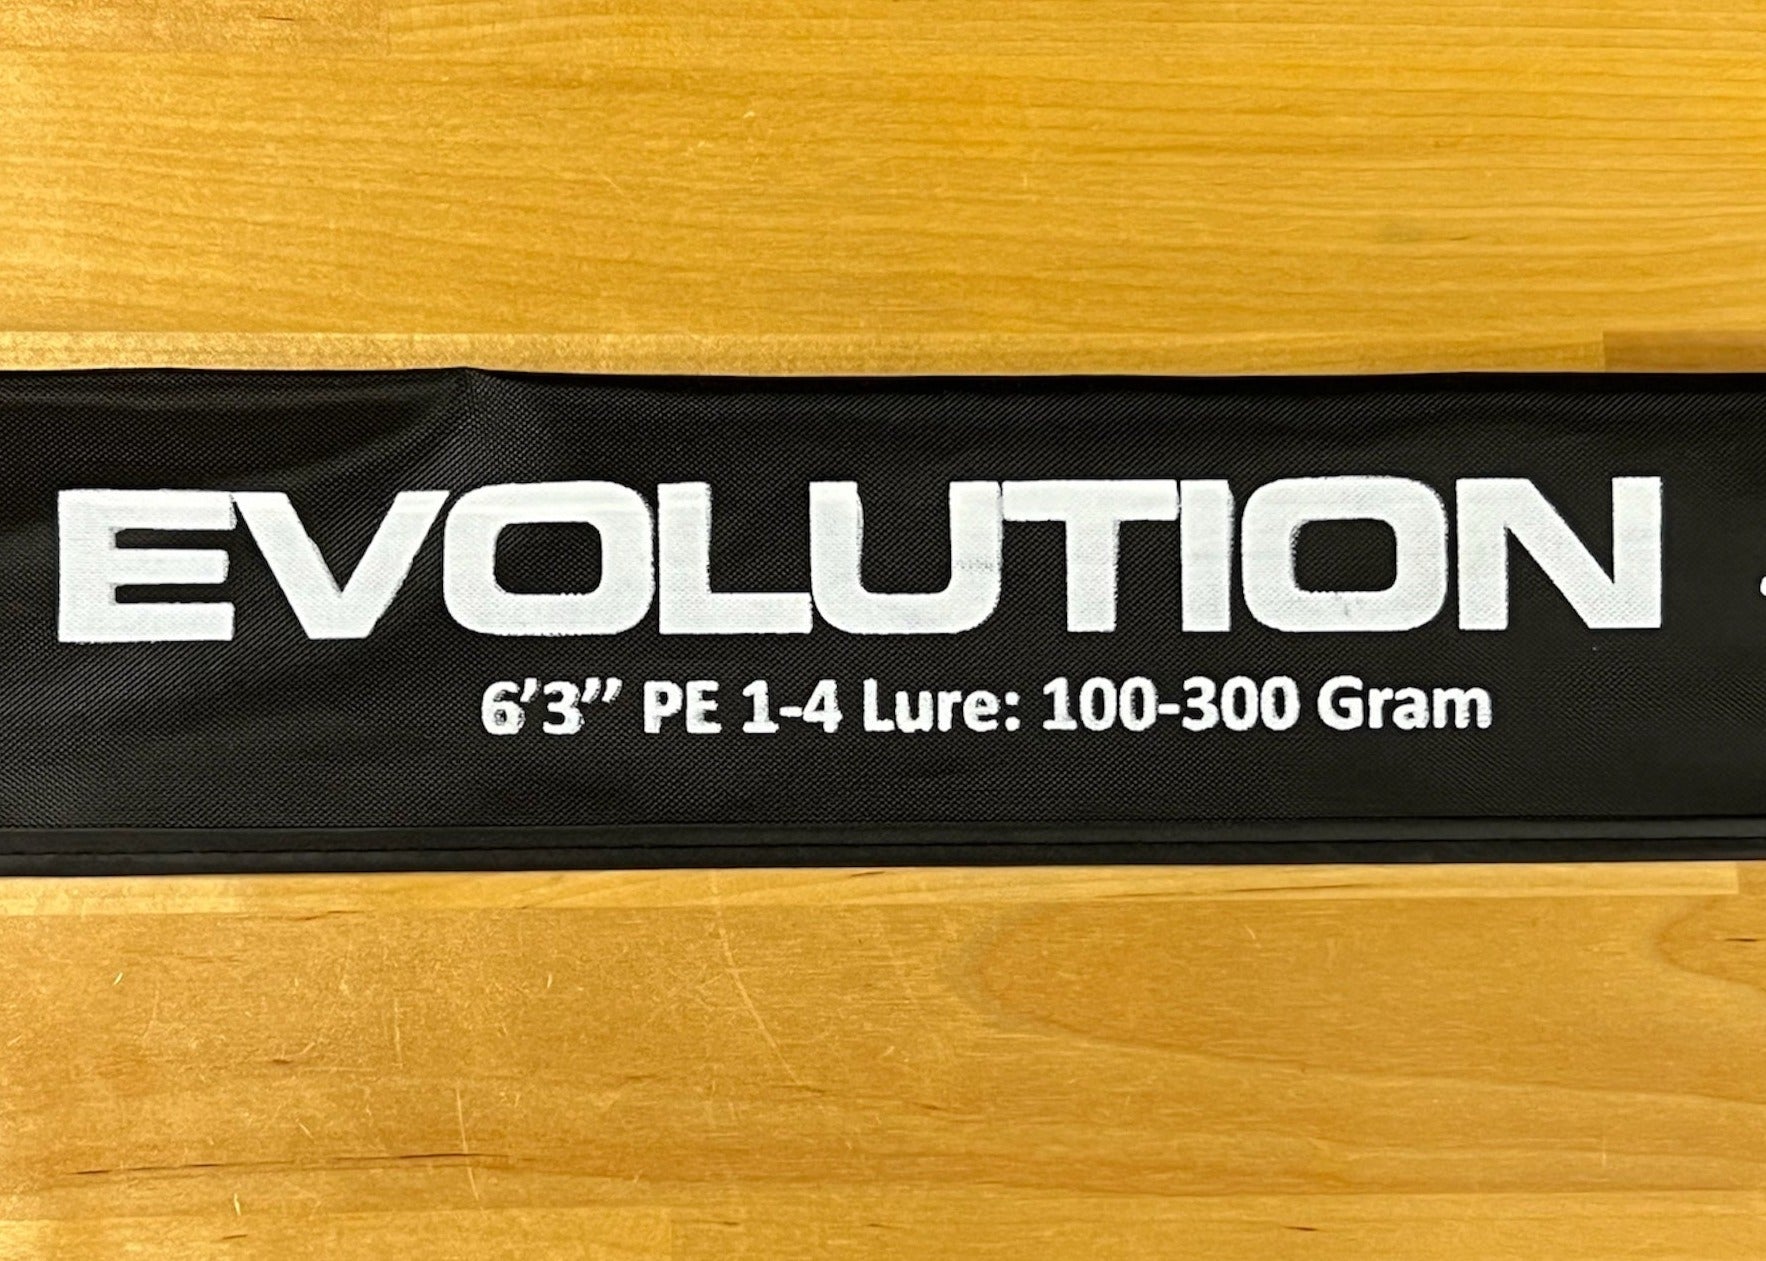 EVOLUTION
6’3” PE 1-4 Lure: 100-300 Gram